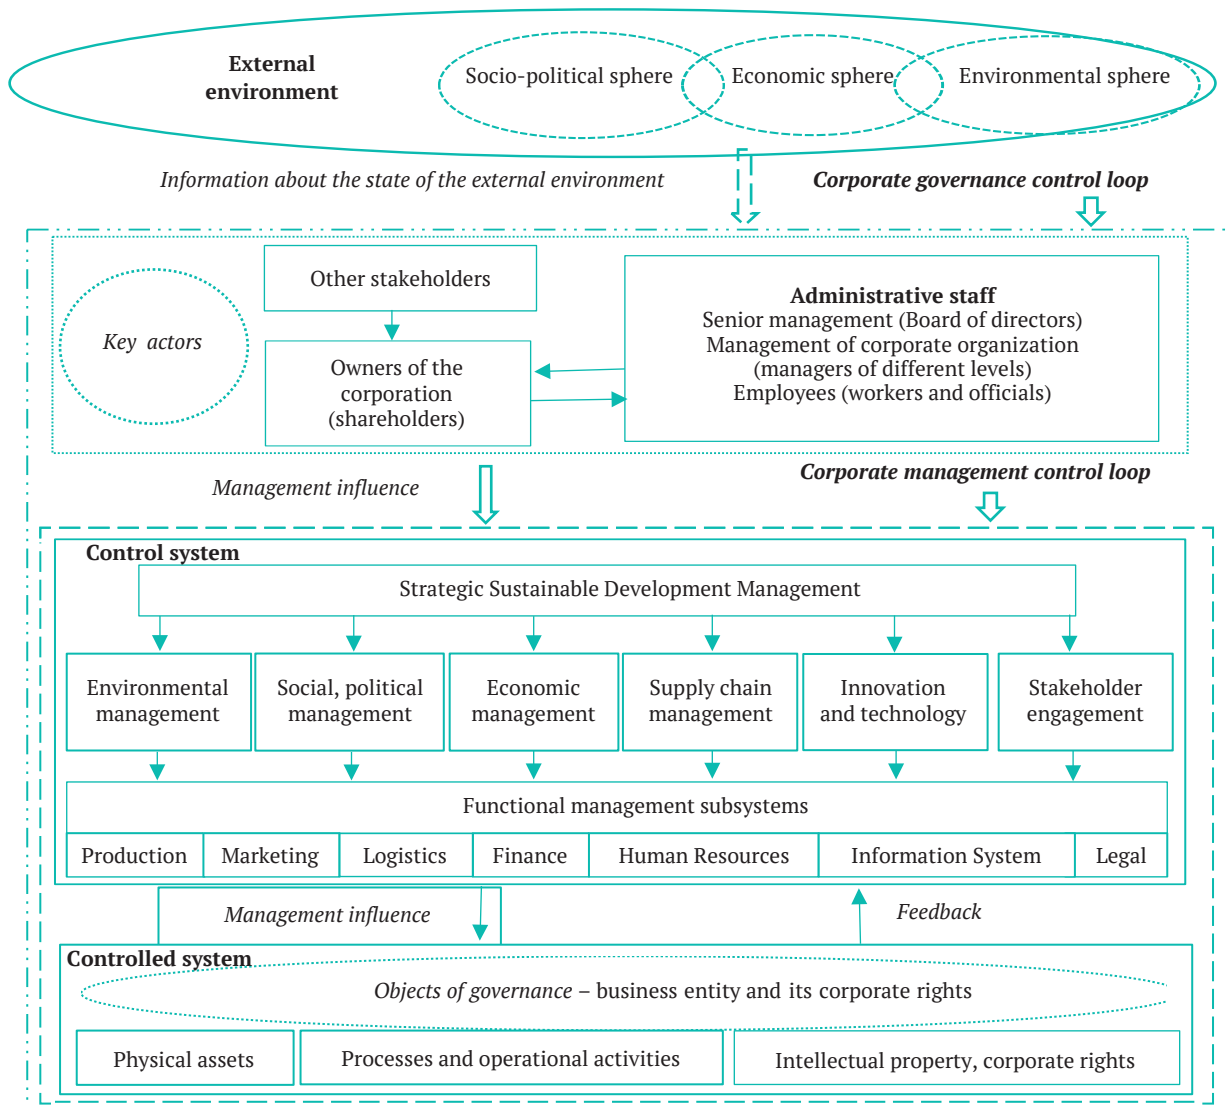 External
environment
Socio-political sphere
Economic sphere
Environmental sphere
Information about the state of the external environment
Corporate governance control loop
Key actors
Other stakeholders
Owners of the
corporation
(shareholders)
Administrative staff
Senior management (Board of directors)
Management of corporate organization
(managers of different levels)
Employees (workers and officials)
Management influence
Corporate management control loop
Control system
Strategic Sustainable Development Management
Environmental
management
Social, political
management
Economic
management
Supply chain
management
Innovation
and technology
Stakeholder
engagement
Functional management subsystems
Production
Marketing
Logistics
Finance
Human Resources
Information System
Legal
Management influence
Feedback
Controlled system
Objects of governance – business entity and its corporate rights
Physical assets
Processes and operational activities
Intellectual property, corporate rights